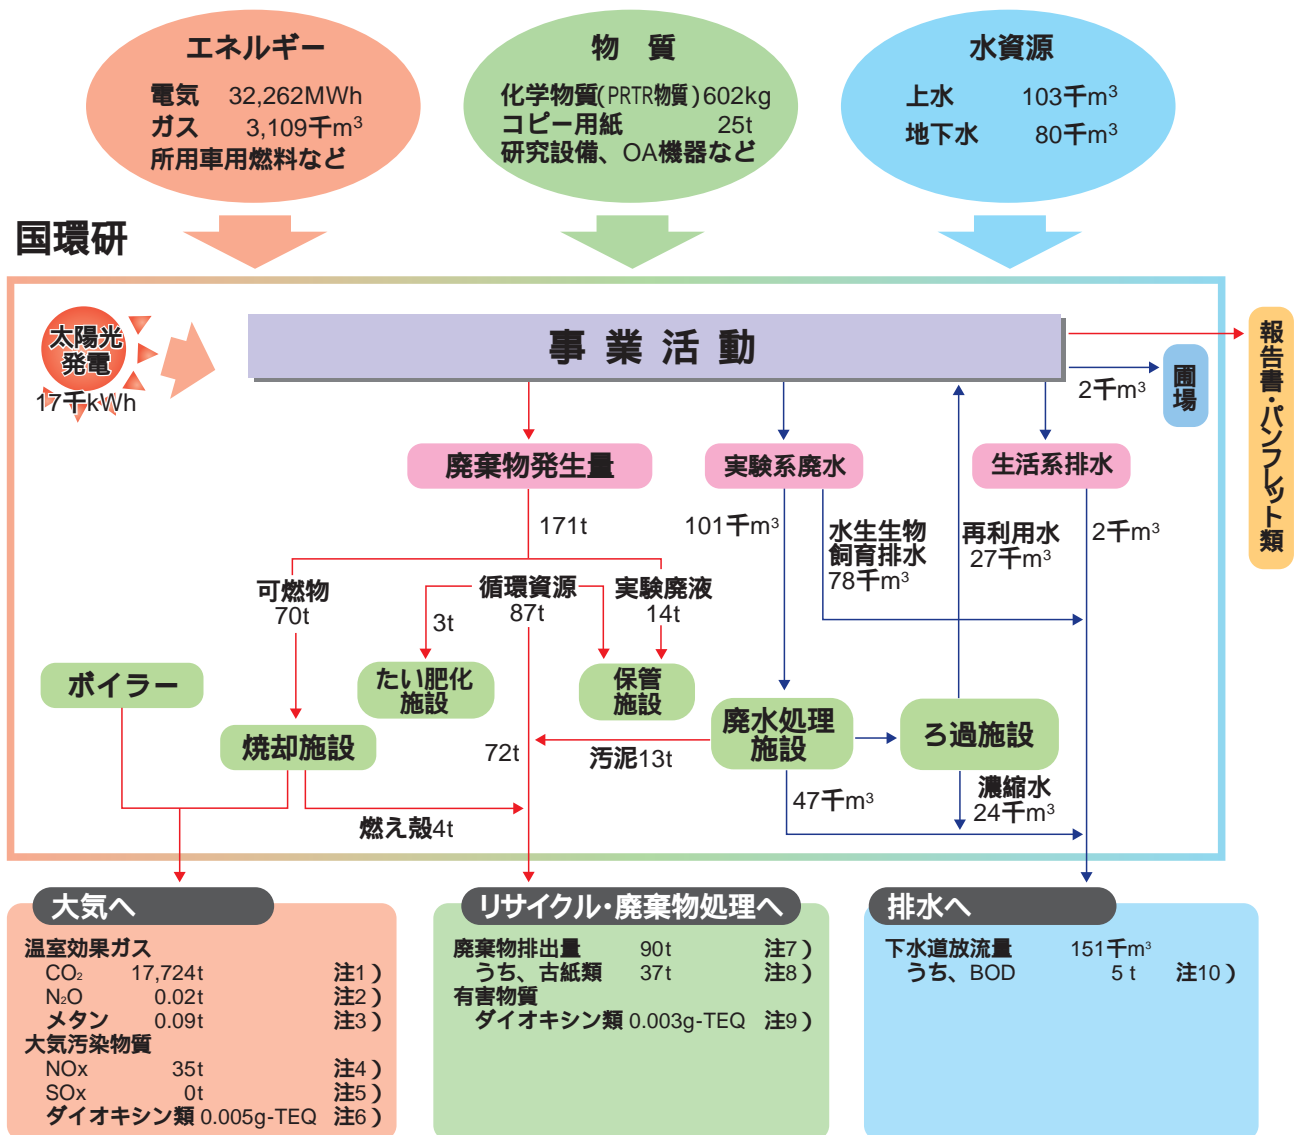 エネルギー
電気 32,262MWh
ガス 3,109千m³
所用車用燃料など
物 質
化学物質(PRTR物質)602kg
コピー用紙 25t
研究設備、OA機器など
水資源
上水 103千m³
地下水 80千m³
国環研
太陽光
発電
17千kWh
事 業 活 動
報告書・パンフレット類
2千m³
圃場
廃棄物発生量
実験系廃水
生活系排水
171t
101千m³
水生生物
飼育排水
78千m³
再利用水
27千m³
2千m³
可燃物
70t
循環資源
87t
実験廃液
14t
3t
ボイラー
たい肥化
施設
保管
施設
焼却施設
72t
汚泥13t
廃水処理
施設
ろ過施設
燃え殻4t
47千m³
濃縮水
24千m³
大気へ
温室効果ガス
CO₂ 17,724t 注1)
N₂O 0.02t 注2)
メタン 0.09t 注3)
大気汚染物質
NOx 35t 注4)
SOx 0t 注5)
ダイオキシン類 0.005g-TEQ 注6)
リサイクル・廃棄物処理へ
廃棄物排出量 90t 注7)
うち、古紙類 37t 注8)
有害物質
ダイオキシン類 0.003g-TEQ 注9)
排水へ
下水道放流量 151千m³
うち、BOD 5 t 注10)